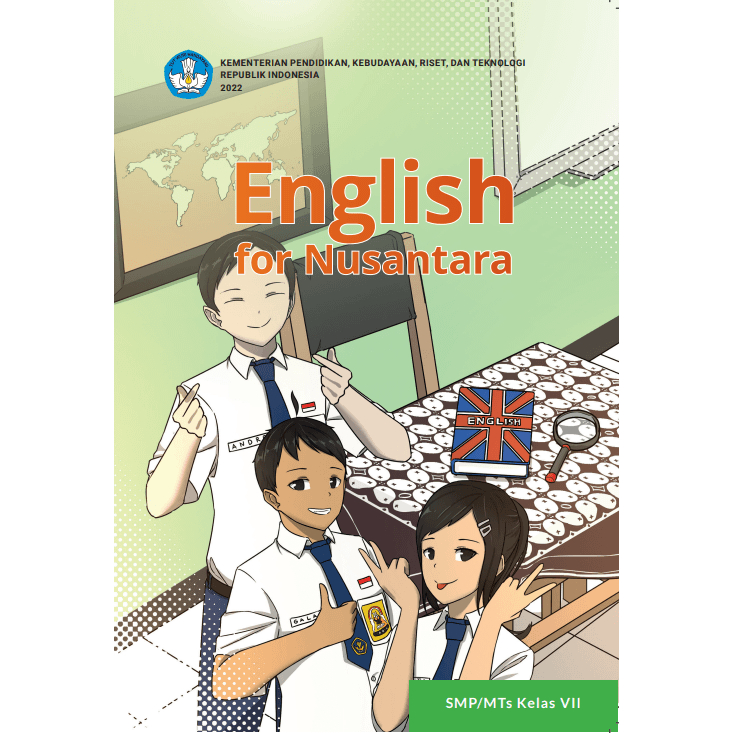 KEMENTERIAN PENDIDIKAN, KEBUDAYAAN, RISET, DAN TEKNOLOGI
REPUBLIK INDONESIA
2022
English
for Nusantara
ENGLISH
SMP/MTs Kelas VII